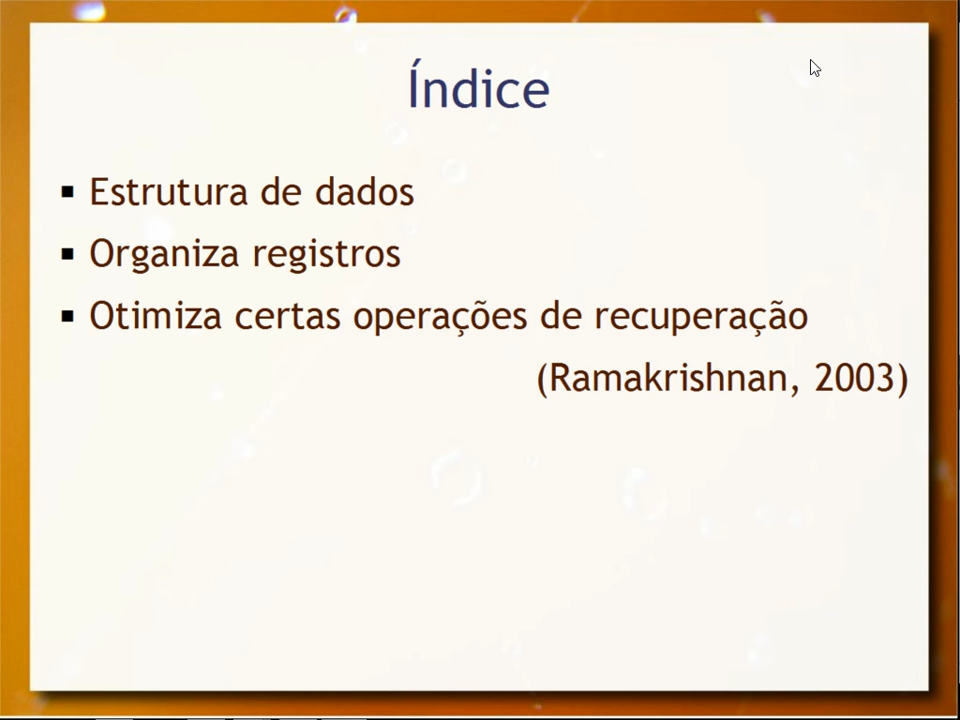 Índice
▪ Estrutura de dados
▪ Organiza registros
▪ Otimiza certas operações de recuperação
(Ramakrishnan, 2003)